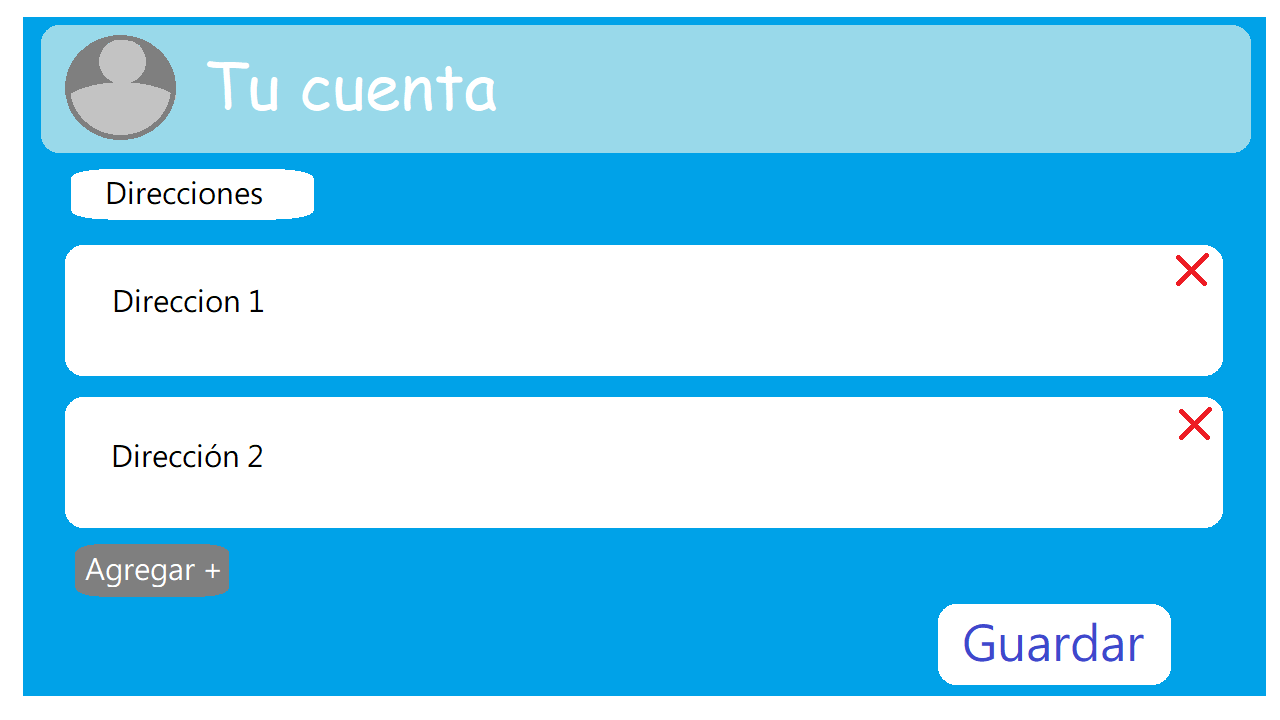 Tu cuenta
Direcciones
Direccion 1
Dirección 2
Agregar +
Guardar